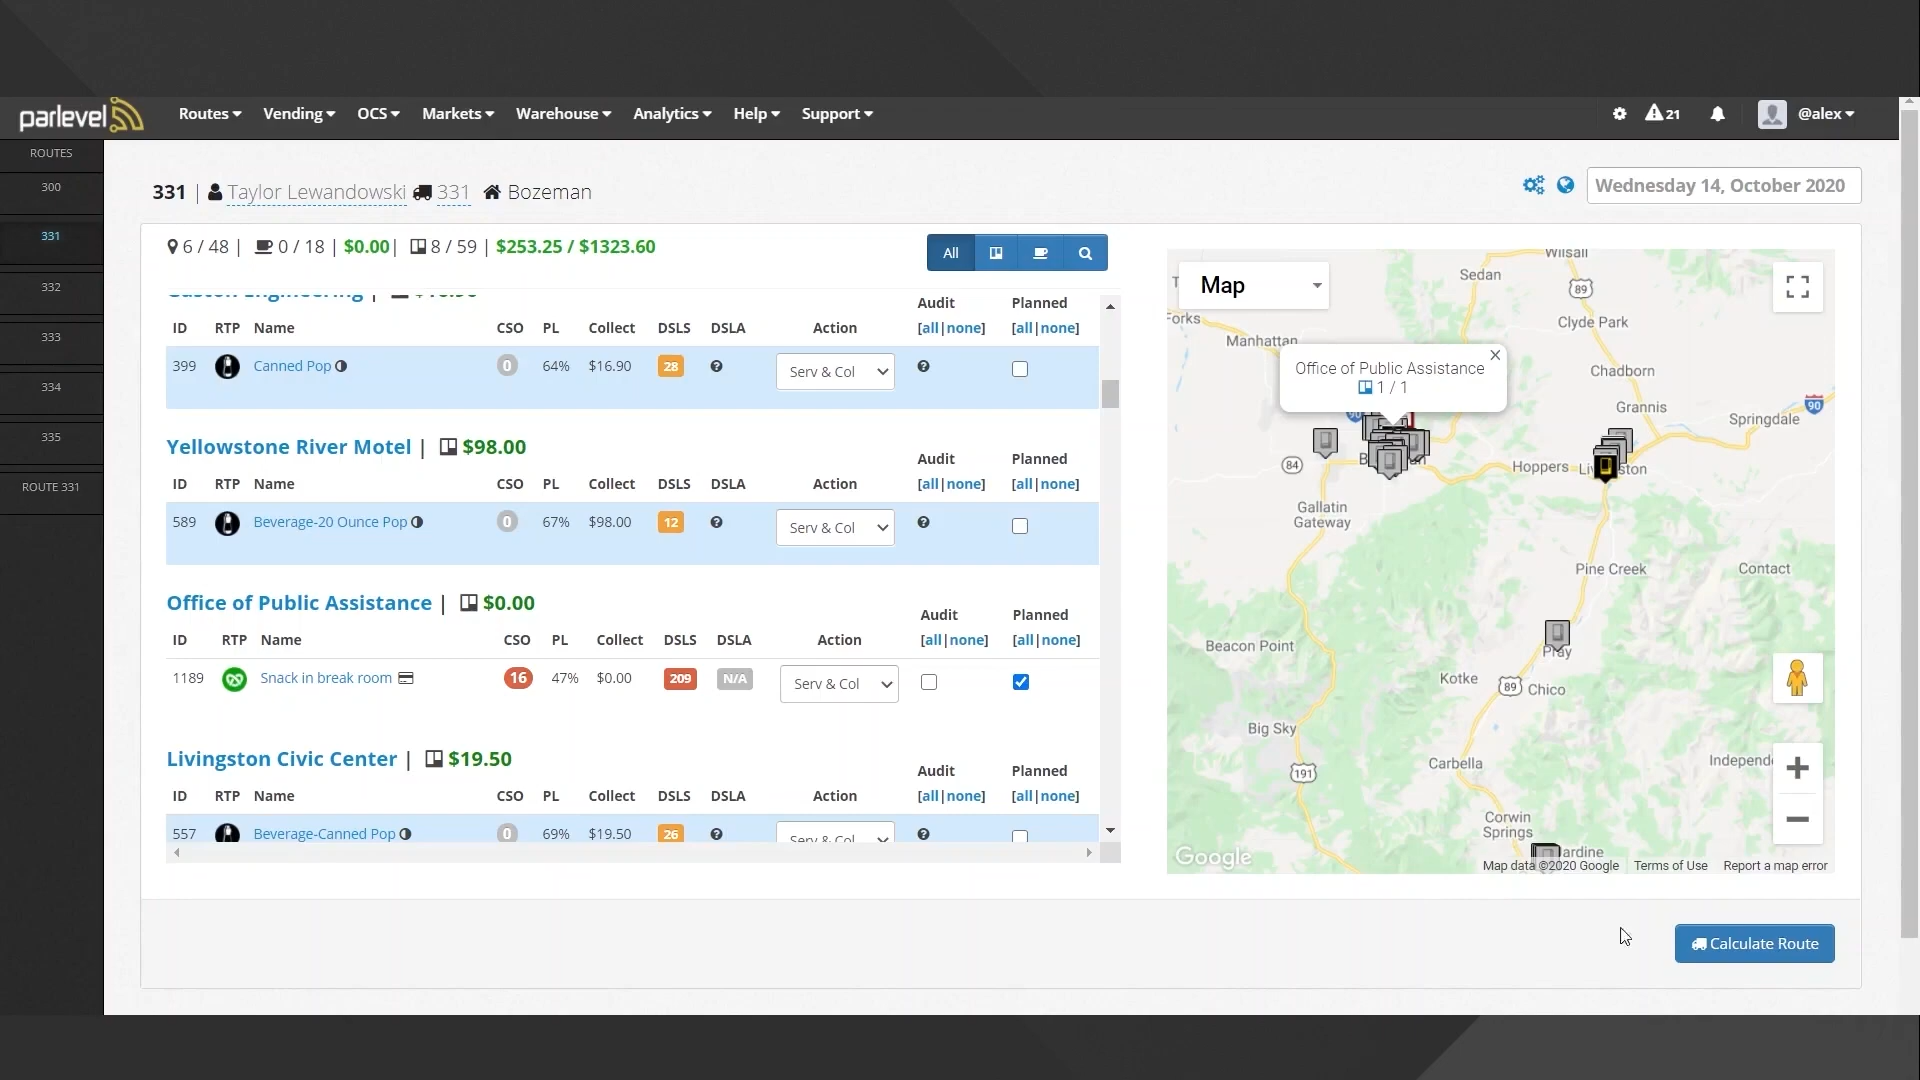 parlevel
Routes Vending OCS Markets Warehouse Analytics Help Support
21
@alex
ROUTES
300
331
332
333
334
335
ROUTE 331
331 | Taylor Lewandowski 331 Bozeman
Wednesday 14, October 2020
6 / 48 | 0 / 18 | $0.00 | 8 / 59 | $253.25 / $1323.60
All
Audit Planned
ID RTP Name CSO PL Collect DSLS DSLA Action [all|none] [all|none]
399 Canned Pop 0 64% $16.90 28 Serv & Col
Yellowstone River Motel | $98.00
Audit Planned
ID RTP Name CSO PL Collect DSLS DSLA Action [all|none] [all|none]
589 Beverage-20 Ounce Pop 0 67% $98.00 12 Serv & Col
Office of Public Assistance | $0.00
Audit Planned
ID RTP Name CSO PL Collect DSLS DSLA Action [all|none] [all|none]
1189 Snack in break room 16 47% $0.00 209 N/A Serv & Col
Livingston Civic Center | $19.50
Audit Planned
ID RTP Name CSO PL Collect DSLS DSLA Action [all|none] [all|none]
557 Beverage-Canned Pop 0 69% $19.50 26 Serv & Col
Map
Wilsall
Sedan
89
Forks
Clyde Park
Manhattan
Office of Public Assistance
1 / 1
Chadborn
Grannis
90
Springdale
84
Hoppers
Gallatin
Gateway
Pine Creek
Contact
Beacon Point
Pray
Kotke
89
Chico
Big Sky
Carbella
Independ
191
Corwin
Springs
Google
Map data ©2020 Google Terms of Use Report a map error
Calculate Route